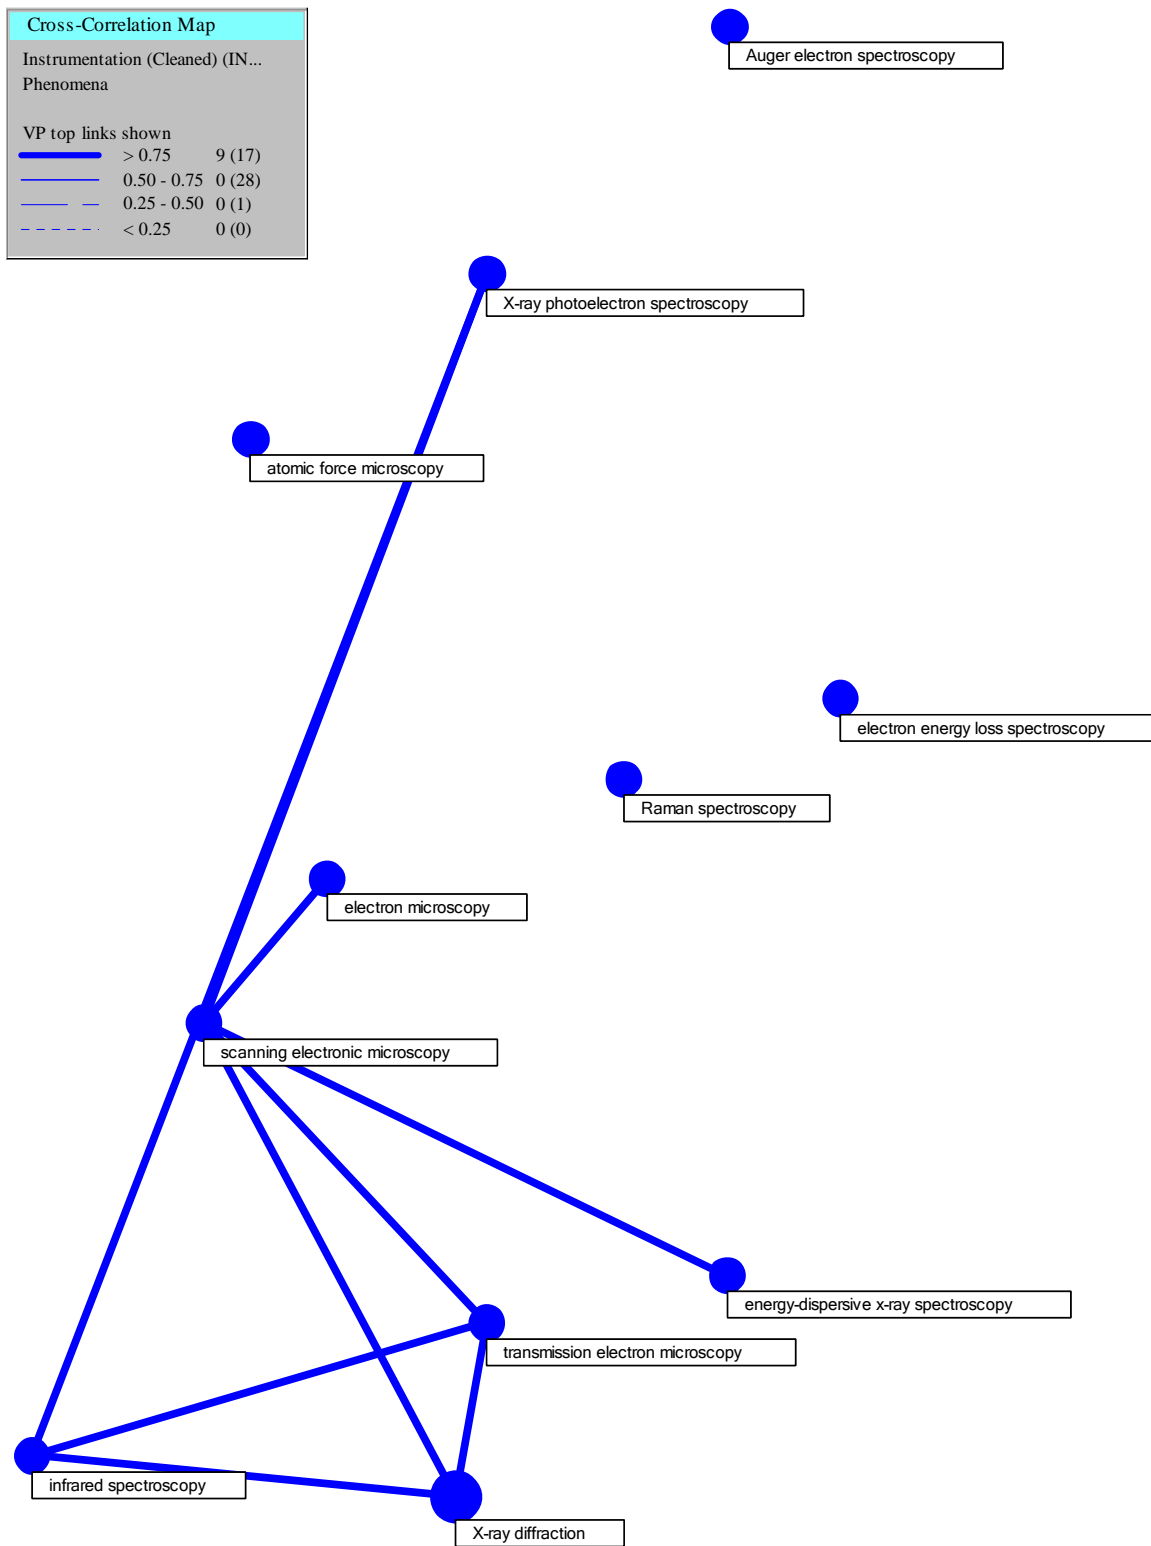 Cross-Correlation Map
Instrumentation (Cleaned) (IN...
Phenomena
VP top links shown
> 0.75 9 (17)
0.50 - 0.75 0 (28)
0.25 - 0.50 0 (1)
< 0.25 0 (0)
Auger electron spectroscopy
X-ray photoelectron spectroscopy
atomic force microscopy
electron energy loss spectroscopy
Raman spectroscopy
electron microscopy
scanning electronic microscopy
energy-dispersive x-ray spectroscopy
transmission electron microscopy
infrared spectroscopy
X-ray diffraction